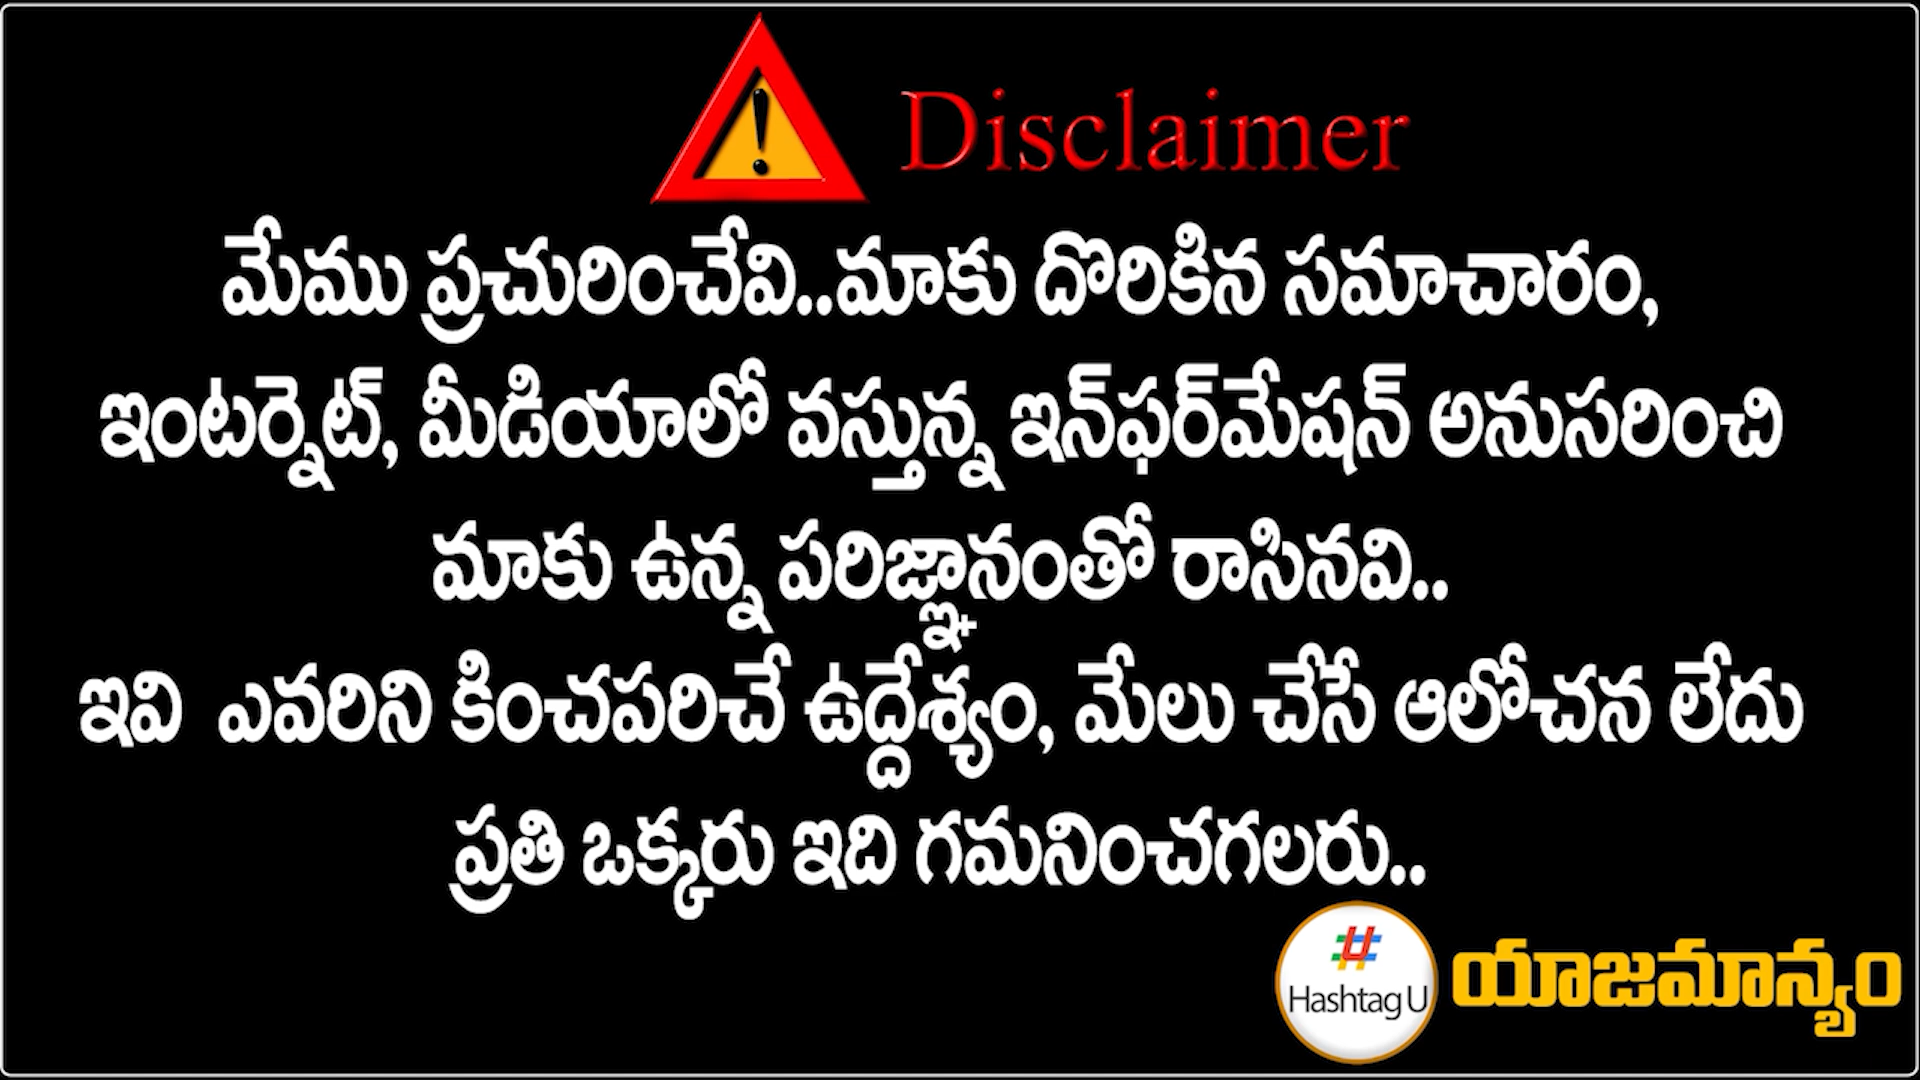 Disclaimer
మేము ప్రచురించేవి..మాకు దొరికిన సమాచారం,
ఇంటర్నెట్, మీడియాలో వస్తున్న ఇన్‌ఫర్‌మేషన్ అనుసరించి
మాకు ఉన్న పరిజ్ఞానంతో రాసినవి..
ఇవి ఎవరిని కించపరిచే ఉద్దేశ్యం, మేలు చేసే ఆలోచన లేదు
ప్రతి ఒక్కరు ఇది గమనించగలరు..
Hashtag U యాజమాన్యం